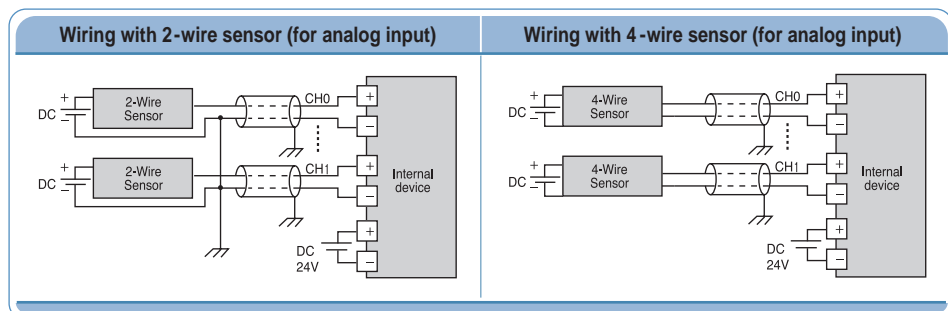 Wiring with 2-wire sensor (for analog input)
Wiring with 4-wire sensor (for analog input)
+
DC
−
2-Wire
Sensor
CH0
+
−
+
DC
−
2-Wire
Sensor
CH1
+
−
Internal
device
DC
24V
+
−
+
DC
−
4-Wire
Sensor
CH0
+
−
+
DC
−
4-Wire
Sensor
CH1
+
−
Internal
device
DC
24V
+
−